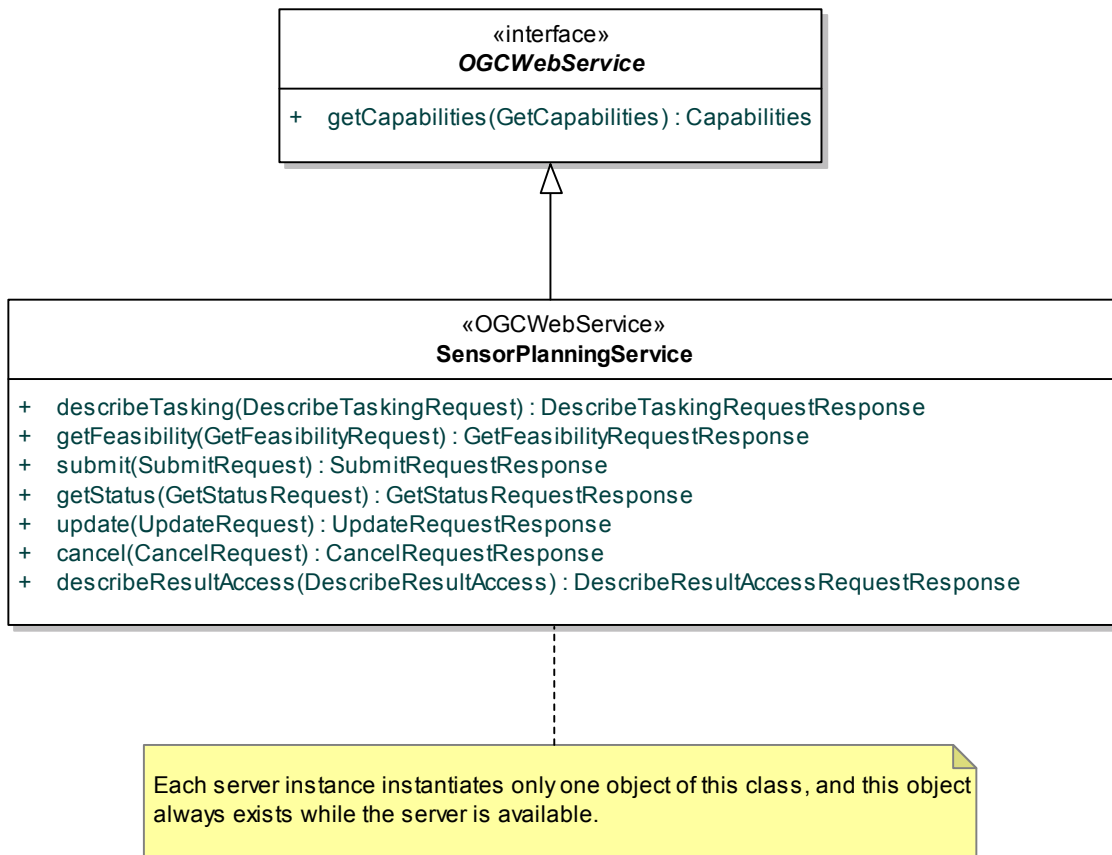 «interface»
OGCWebService
+ getCapabilities(GetCapabilities) : Capabilities
«OGCWebService»
SensorPlanningService
+ describeTasking(DescribeTaskingRequest) : DescribeTaskingRequestResponse
+ getFeasibility(GetFeasibilityRequest) : GetFeasibilityRequestResponse
+ submit(SubmitRequest) : SubmitRequestResponse
+ getStatus(GetStatusRequest) : GetStatusRequestResponse
+ update(UpdateRequest) : UpdateRequestResponse
+ cancel(CancelRequest) : CancelRequestResponse
+ describeResultAccess(DescribeResultAccess) : DescribeResultAccessRequestResponse
Each server instance instantiates only one object of this class, and this object
always exists while the server is available.